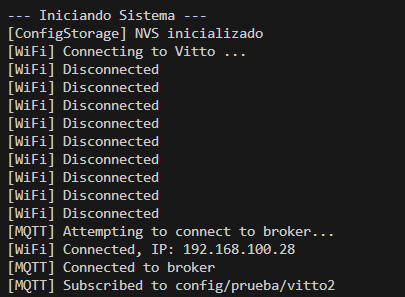 --- Iniciando Sistema ---
[ConfigStorage] NVS inicializado
[WiFi] Connecting to Vitto ...
[WiFi] Disconnected
[WiFi] Disconnected
[WiFi] Disconnected
[WiFi] Disconnected
[WiFi] Disconnected
[WiFi] Disconnected
[WiFi] Disconnected
[WiFi] Disconnected
[WiFi] Disconnected
[MQTT] Attempting to connect to broker...
[WiFi] Connected, IP: 192.168.100.28
[MQTT] Connected to broker
[MQTT] Subscribed to config/prueba/vitto2